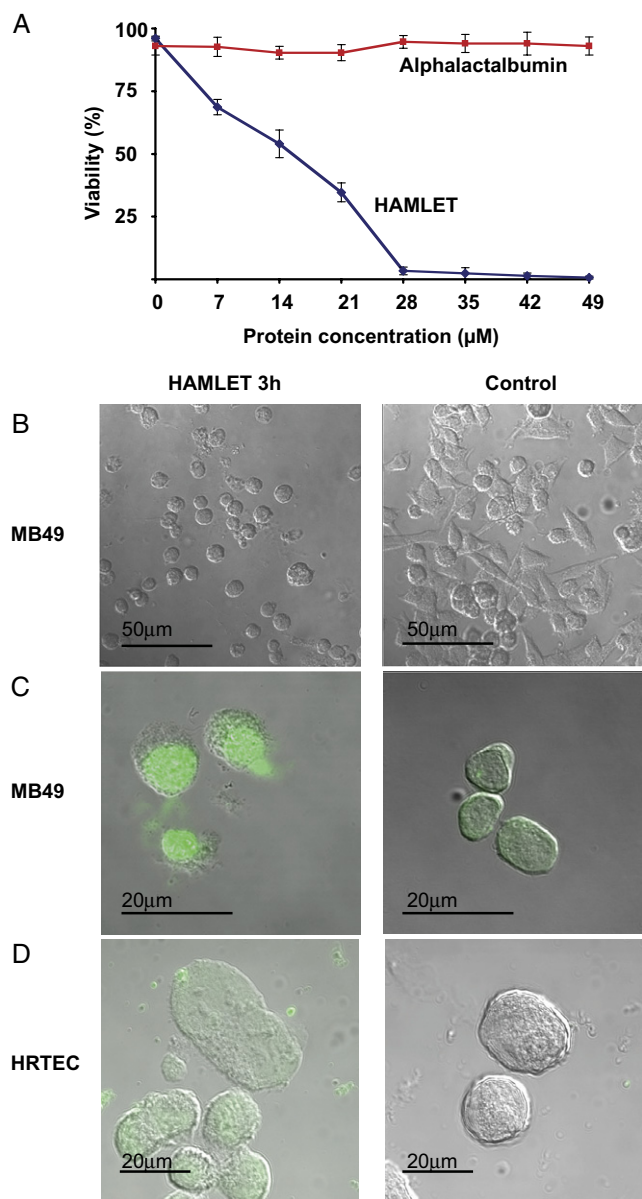 A
100
75
50
25
Viability (%)
Alphalactalbumin
HAMLET
0 7 14 21 28 35 42 49
Protein concentration (µM)
HAMLET 3h Control
B
MB49
50µm 50µm
C
MB49
20µm 20µm
D
HRTEC
20µm 20µm